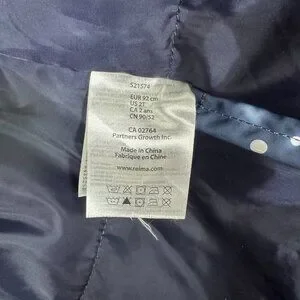 521574
EUR 92 cm
US 2T
CA 2 ans
CN 90/52
CA 02764
Partners Growth Inc.
Made in China
Fabriqué en Chine
www.reima.com